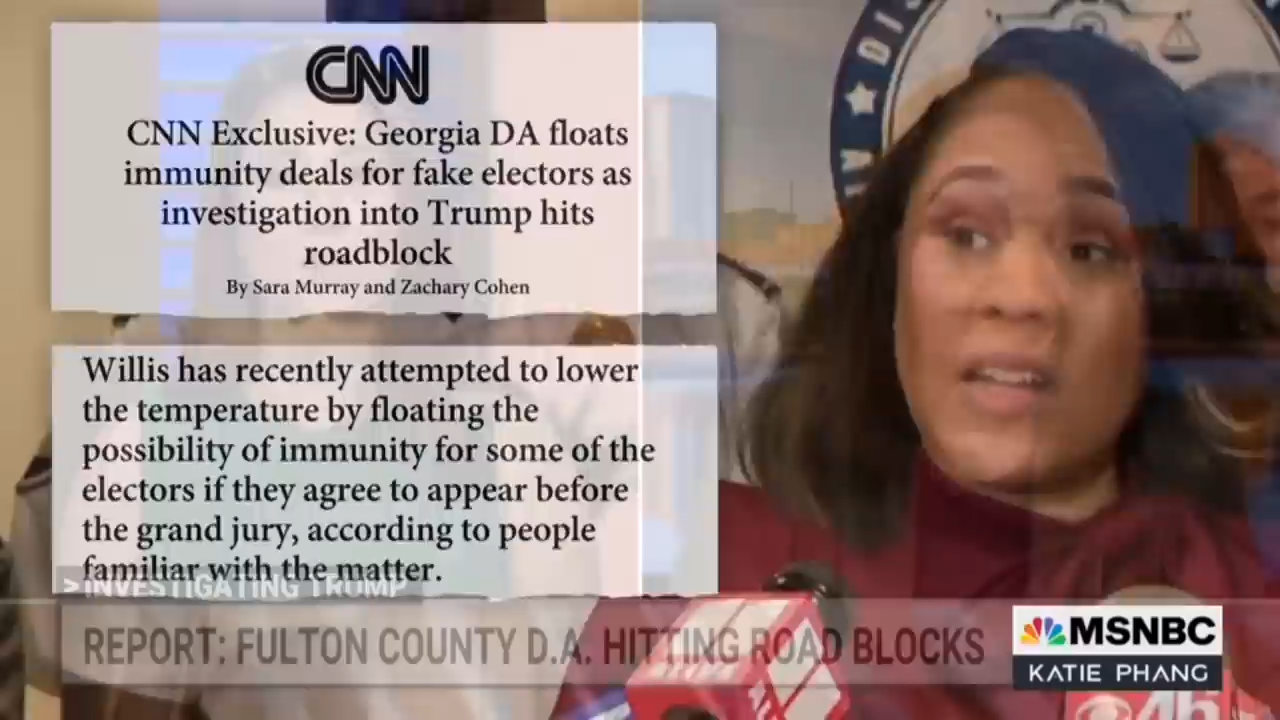 CNN
CNN Exclusive: Georgia DA floats
immunity deals for fake electors as
investigation into Trump hits
roadblock
By Sara Murray and Zachary Cohen
Willis has recently attempted to lower
the temperature by floating the
possibility of immunity for some of the
electors if they agree to appear before
the grand jury, according to people
familiar with the matter.
> INVESTIGATING TRUMP
REPORT: FULTON COUNTY D.A. HITTING ROAD BLOCKS
MSNBC
KATIE PHANG
DIS
46